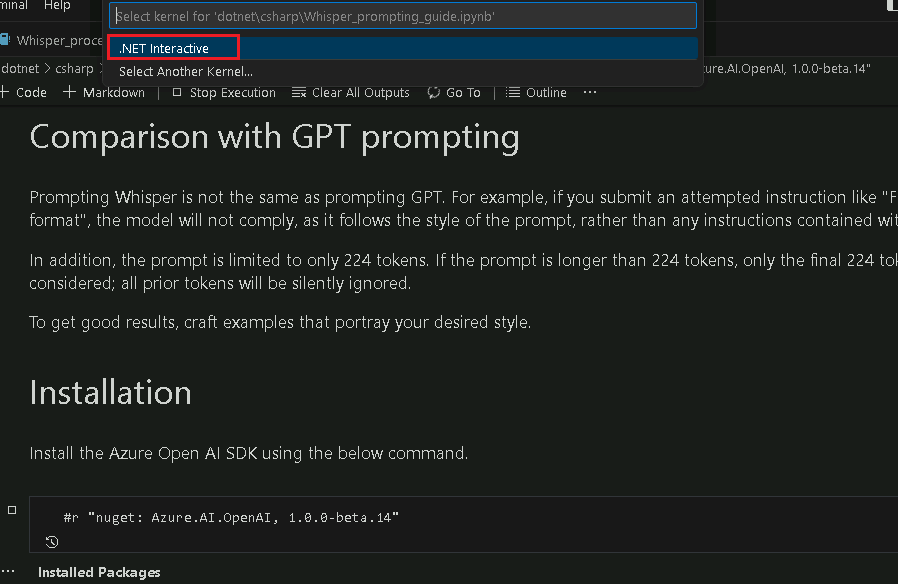 minal Help
Select kernel for 'dotnet\csharp\Whisper_prompting_guide.ipynb'
Whisper_proce
.NET Interactive
dotnet > csharp >
Select Another Kernel...
ure.AI.OpenAI, 1.0.0-beta.14"
+ Code + Markdown | Stop Execution Clear All Outputs Go To | Outline ...
Comparison with GPT prompting
Prompting Whisper is not the same as prompting GPT. For example, if you submit an attempted instruction like "F
format", the model will not comply, as it follows the style of the prompt, rather than any instructions contained wit
In addition, the prompt is limited to only 224 tokens. If the prompt is longer than 224 tokens, only the final 224 tok
considered; all prior tokens will be silently ignored.
To get good results, craft examples that portray your desired style.
Installation
Install the Azure Open AI SDK using the below command.
#r "nuget: Azure.AI.OpenAI, 1.0.0-beta.14"
... Installed Packages